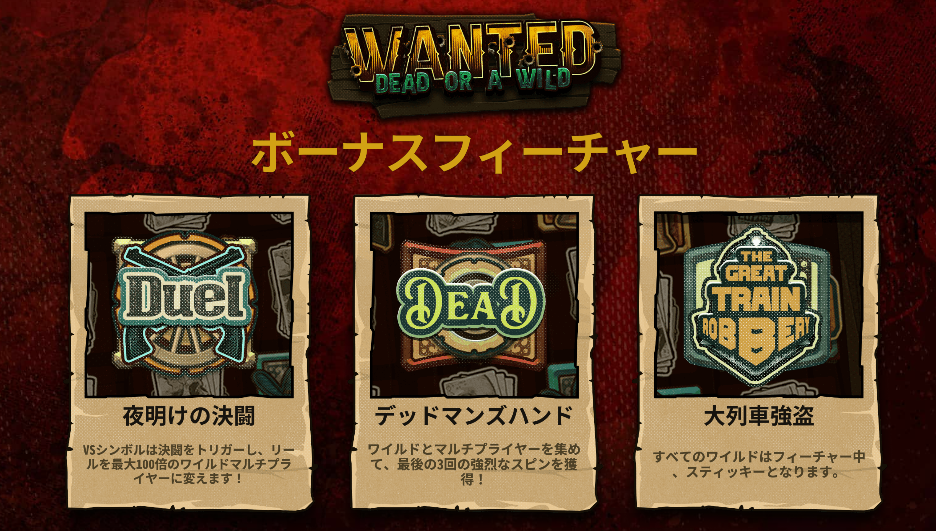 WANTED
DEAD OR A WILD
ボーナスフィーチャー
Duel
夜明けの決闘
VSシンボルは決闘をトリガーし、リー
ルを最大100倍のワイルドマルチプラ
イヤーに変えます！
DEAD
デッドマンズハンド
ワイルドとマルチプライヤーを集め
て、最後の3回の強烈なスピンを獲
得！
THE
GREAT
TRAIN
ROBBERY
大列車強盗
すべてのワイルドはフィーチャー中
、スティッキーとなります。